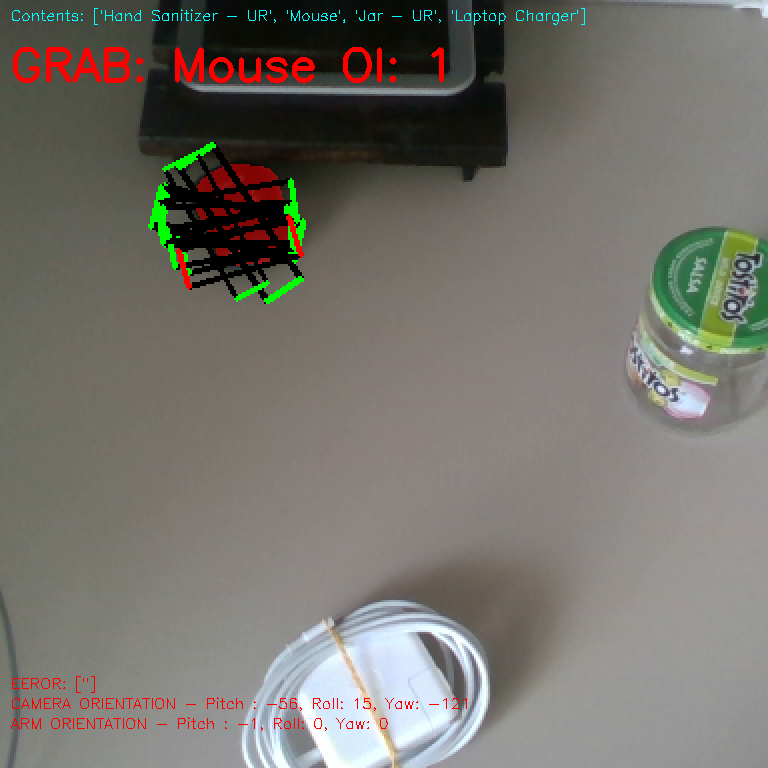 Contents: ['Hand Sanitizer – UR', 'Mouse', 'Jar – UR', 'Laptop Charger']
GRAB: Mouse OI: 1
TOSTITOS
SALSA
EEROR: ['']
CAMERA ORIENTATION – Pitch : –56, Roll: 15, Yaw: –121
ARM ORIENTATION – Pitch : –1, Roll: 0, Yaw: 0